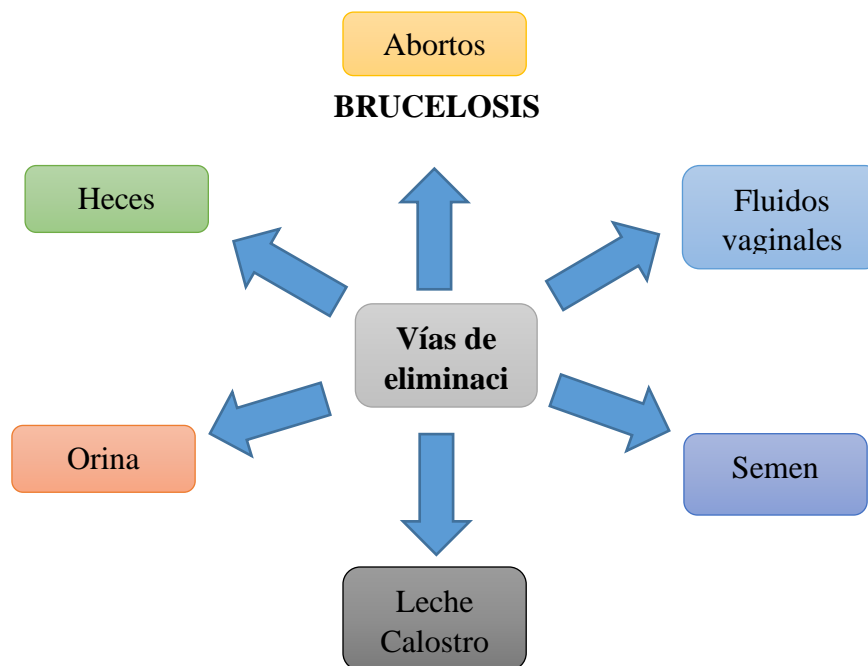 Abortos
BRUCELOSIS
Heces
Fluidos
vaginales
Vías de
eliminaci
Orina
Semen
Leche
Calostro